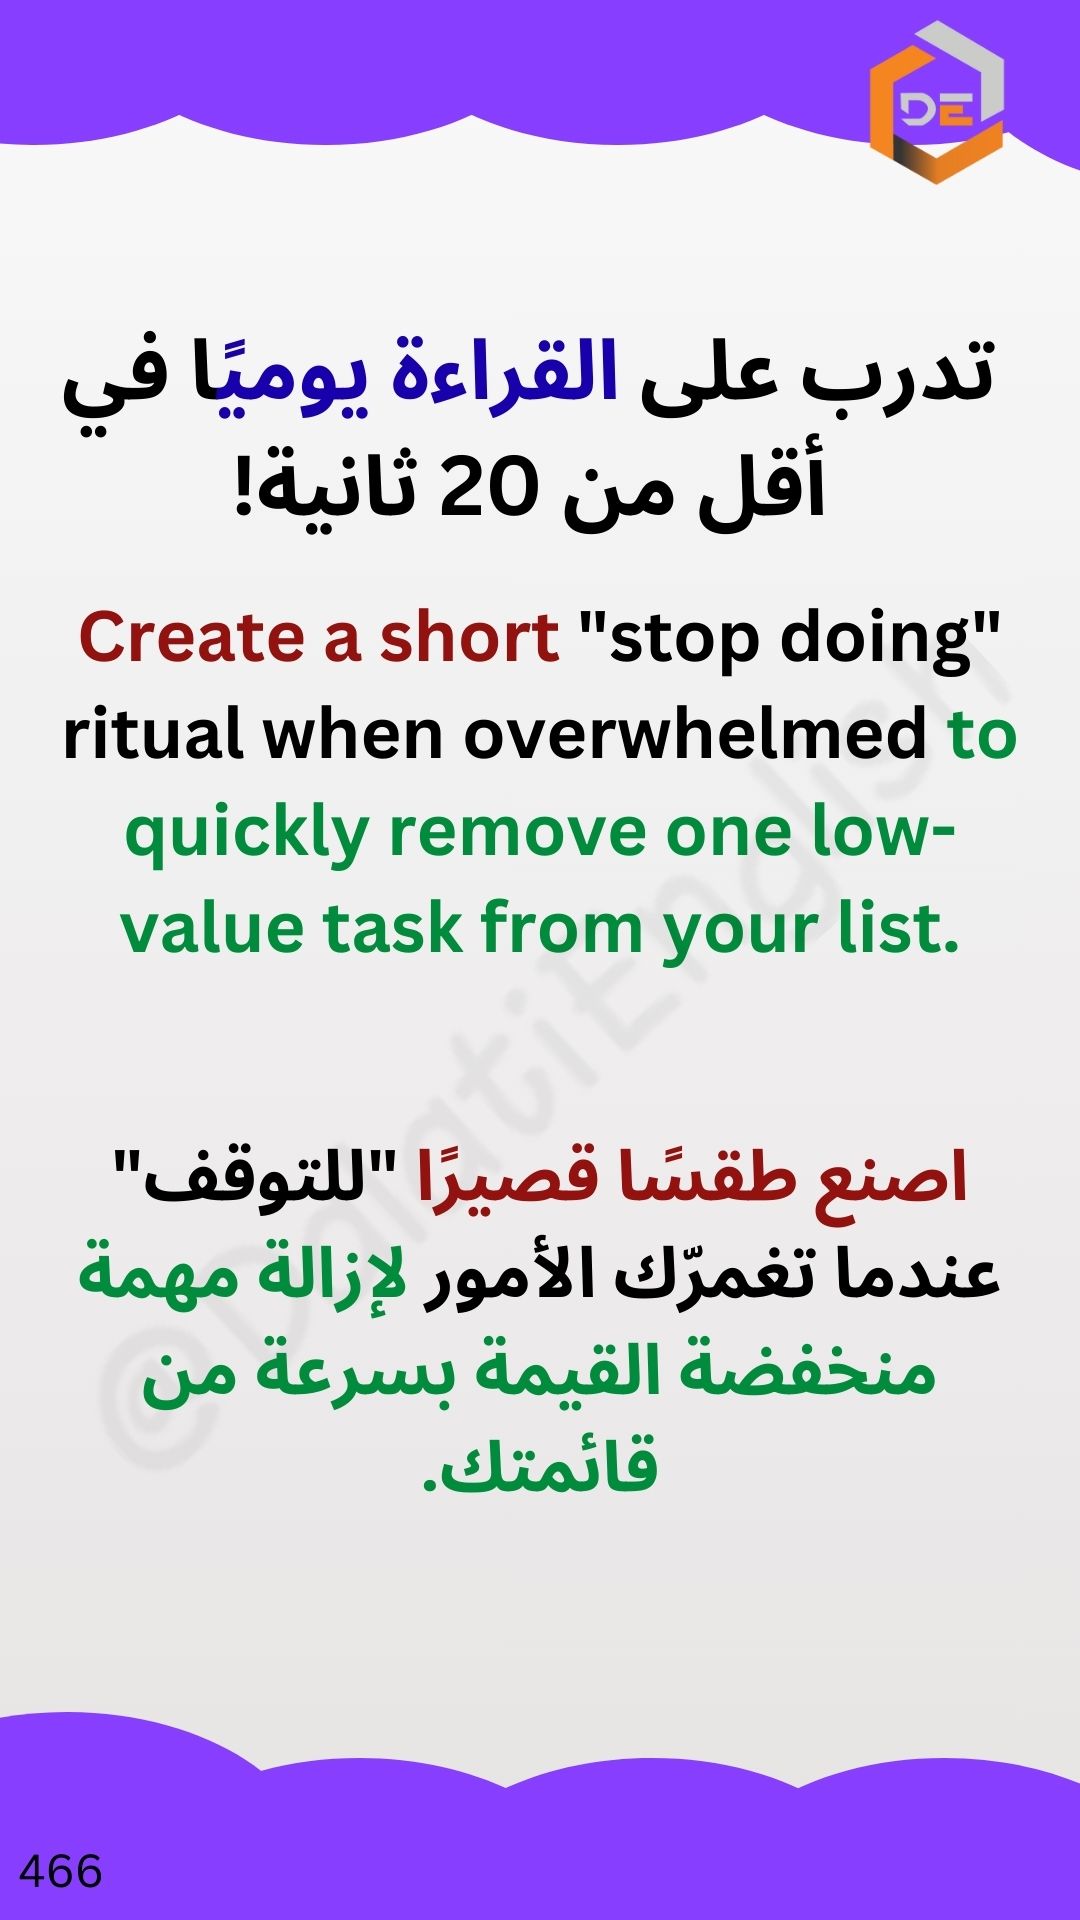 DE
تدرب على القراءة يوميًا في
أقل من 20 ثانية!
Create a short "stop doing"
ritual when overwhelmed to
quickly remove one low-
value task from your list.
@DalatiEnglish
اصنع طقسًا قصيرًا "للتوقف"
عندما تغمرّك الأمور لإزالة مهمة
منخفضة القيمة بسرعة من
قائمتك.
466